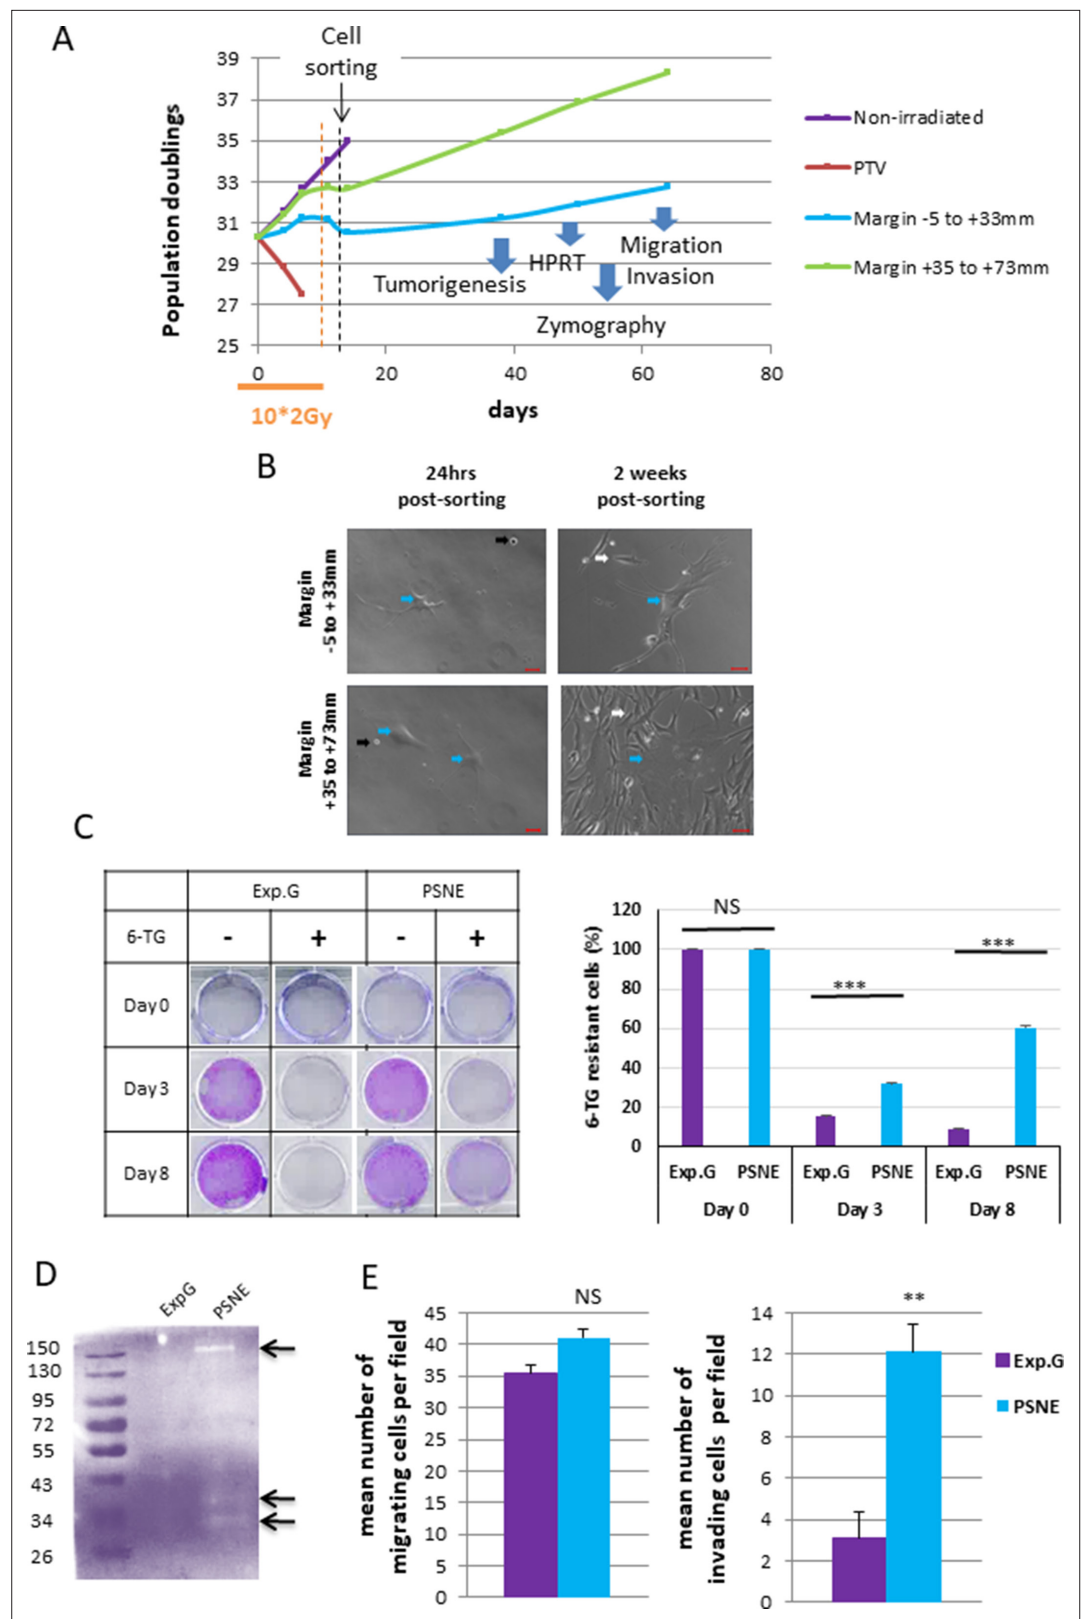 A
Cell
sorting
39
37
35
33
31
29
27
25
Population doublings
0
20
40
60
80
days
10*2Gy
Tumorigenesis
HPRT
Zymography
Migration
Invasion
Non-irradiated
PTV
Margin -5 to +33mm
Margin +35 to +73mm
B
24hrs
post-sorting
2 weeks
post-sorting
Margin
-5 to +33mm
Margin
+35 to +73mm
C
Exp.G PSNE
6-TG - + - +
Day 0
Day 3
Day 8
6-TG resistant cells (%)
120
100
80
60
40
20
0
NS
***
***
Exp.G PSNE Exp.G PSNE Exp.G PSNE
Day 0 Day 3 Day 8
D
ExpG PSNE
150
130
95
72
55
43
34
26
E
mean number of
migrating cells per field
45
40
35
30
25
20
15
10
5
0
NS
mean number of
invading cells per field
14
12
10
8
6
4
2
0
**
Exp.G
PSNE